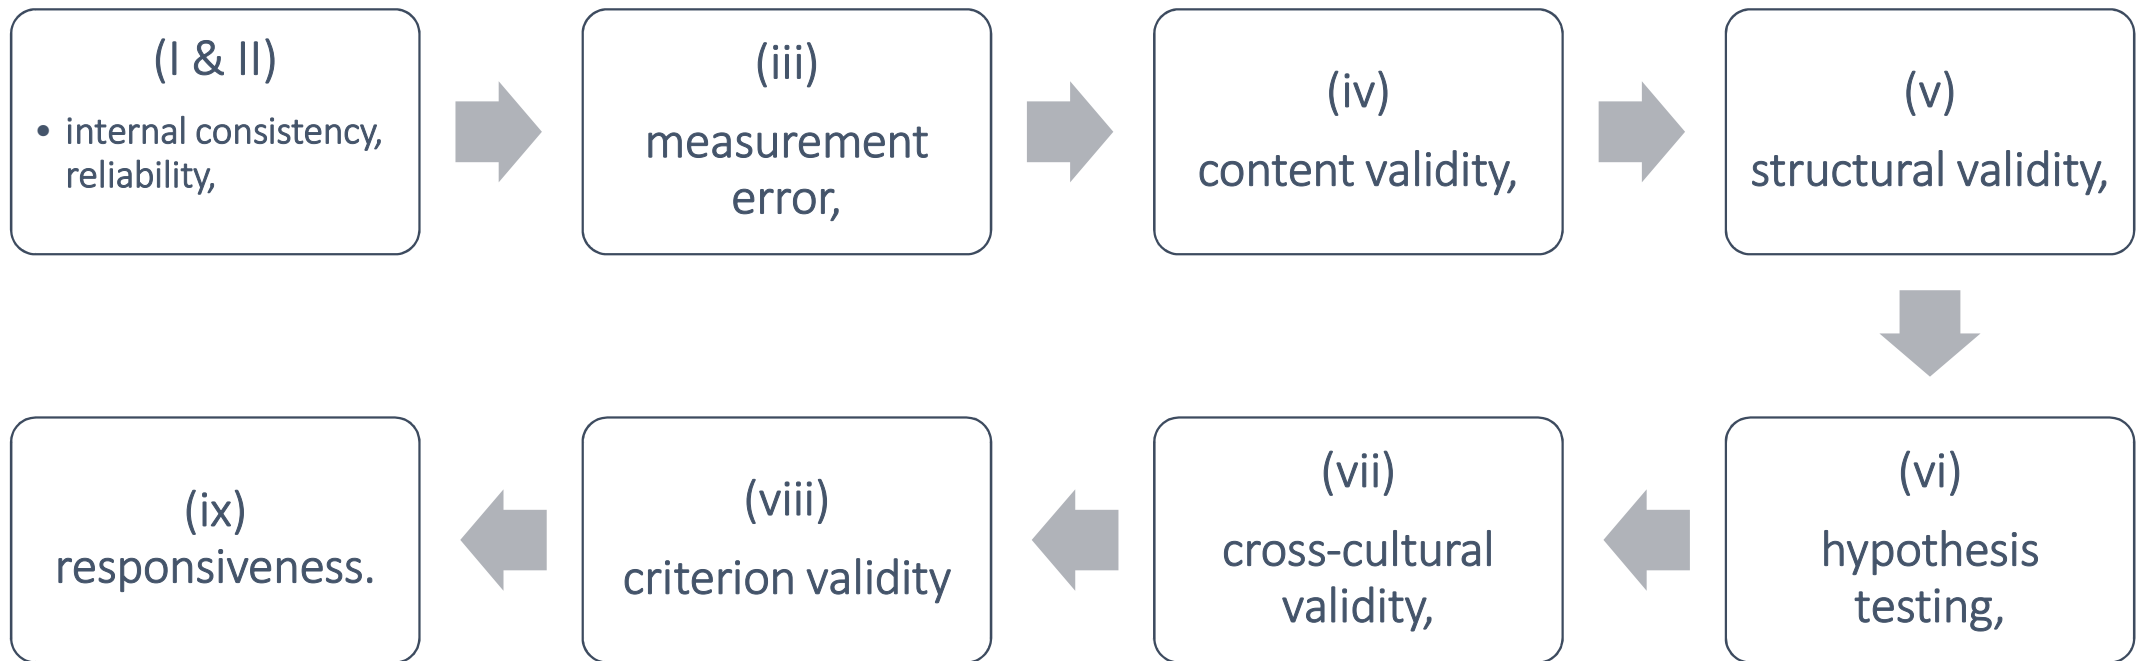 (I & II)
• internal consistency,
reliability,
(iii)
measurement
error,
(iv)
content validity,
(v)
structural validity,
(vi)
hypothesis
testing,
(vii)
cross-cultural
validity,
(viii)
criterion validity
(ix)
responsiveness.